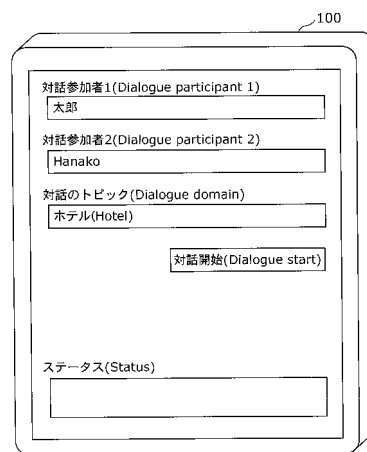 100
対話参加者1(Dialogue participant 1)
太郎
対話参加者2(Dialogue participant 2)
Hanako
対話のトピック(Dialogue domain)
ホテル(Hotel)
対話開始(Dialogue start)
ステータス(Status)